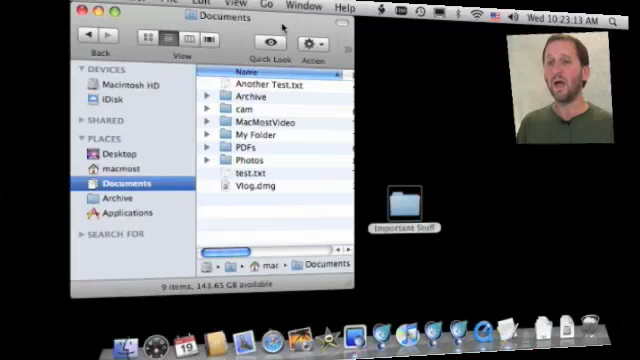 Edit View Go Window Help
Wed 10:23:13 AM
Documents
Back View Quick Look Action
DEVICES
Macintosh HD
iDisk
SHARED
PLACES
Desktop
macmost
Documents
Archive
Applications
SEARCH FOR
Name
Another Test.txt
Archive
cam
MacMostVideo
My Folder
PDFs
Photos
test.txt
Vlog.dmg
mac Documents
9 items, 143.65 GB available
Important Stuff
19